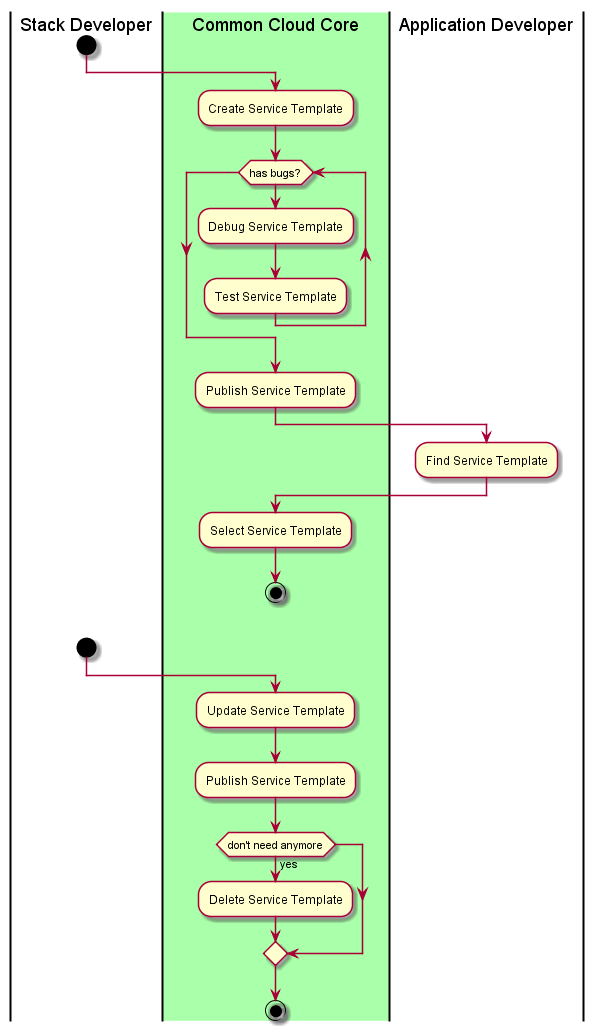 Stack Developer
Common Cloud Core
Application Developer
Create Service Template
has bugs?
Debug Service Template
Test Service Template
Publish Service Template
Find Service Template
Select Service Template
Update Service Template
Publish Service Template
don't need anymore
yes
Delete Service Template